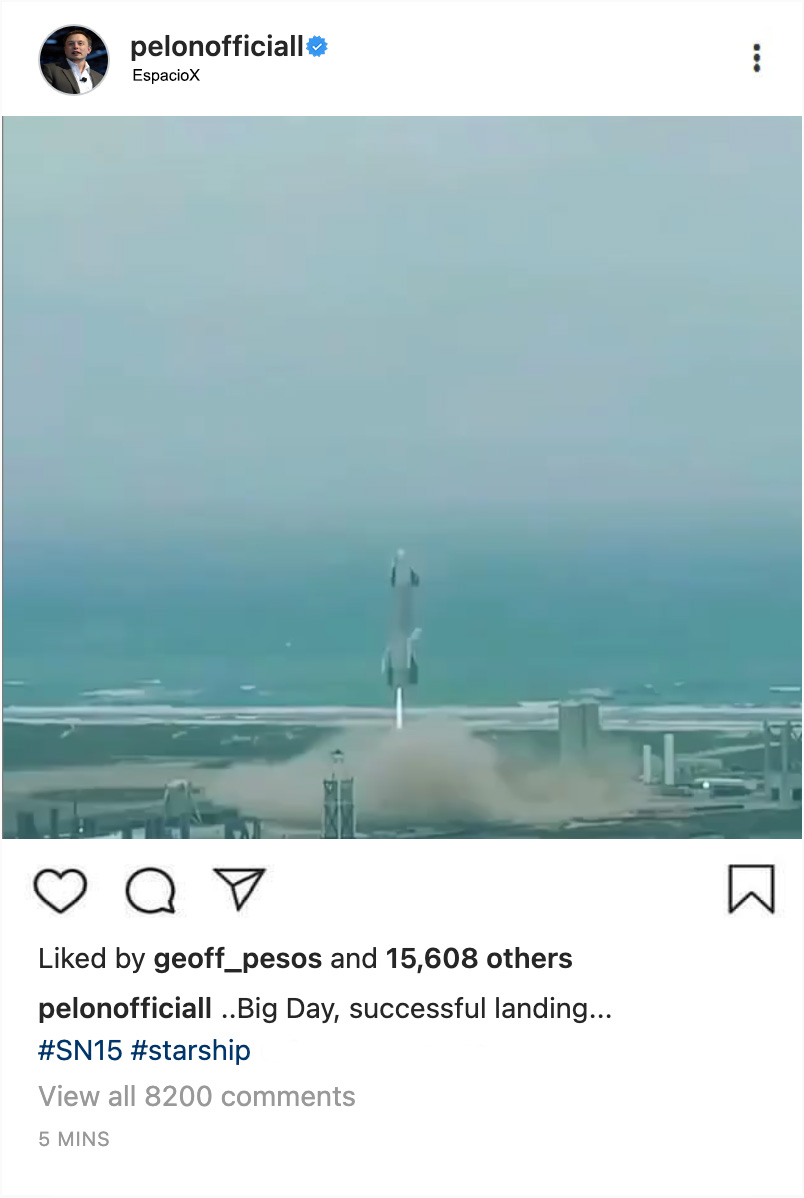 pelonofficiall
EspacioX
Liked by geoff_pesos and 15,608 others
pelonofficiall ..Big Day, successful landing...
#SN15 #starship
View all 8200 comments
5 MINS